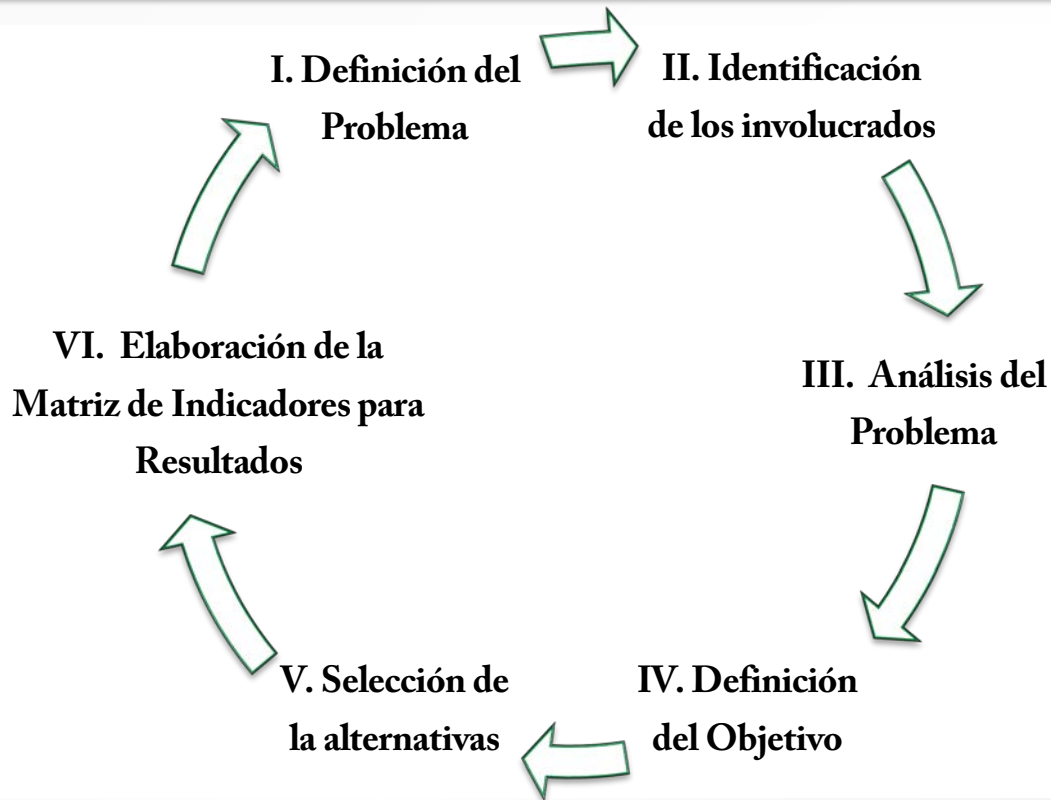 I. Definición del
Problema
II. Identificación
de los involucrados
III. Análisis del
Problema
IV. Definición
del Objetivo
V. Selección de
la alternativas
VI. Elaboración de la
Matriz de Indicadores para
Resultados